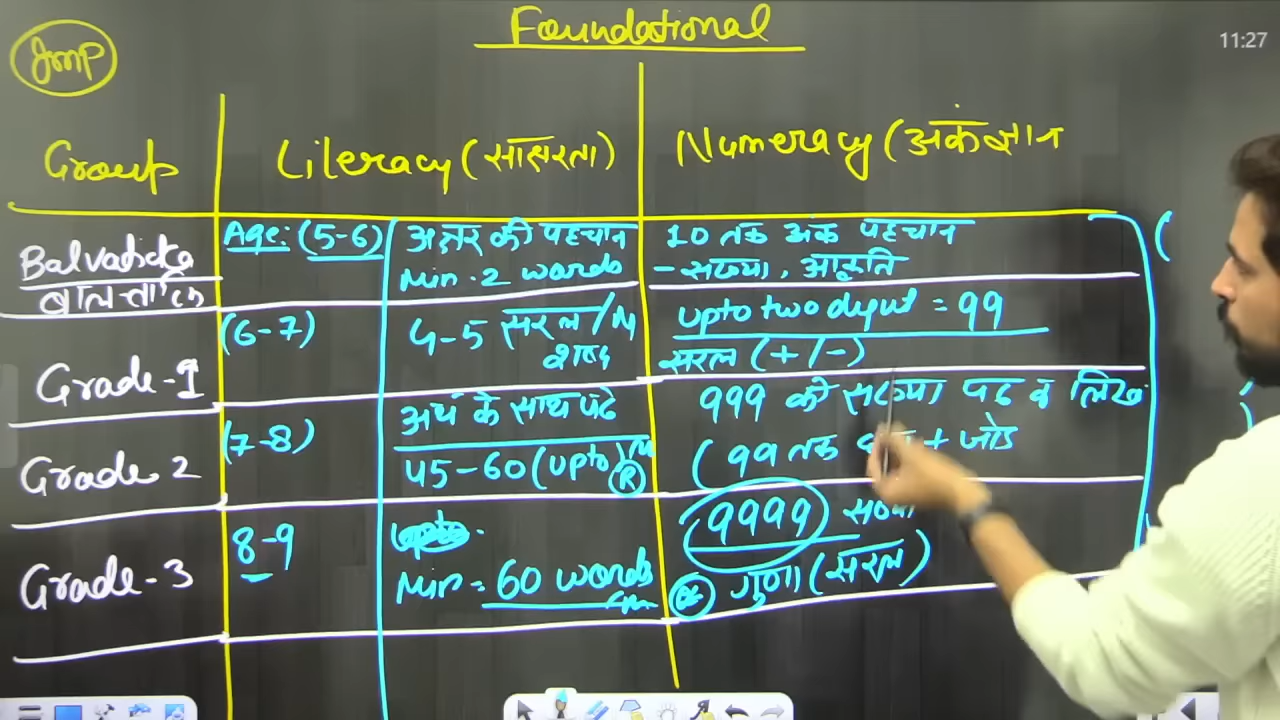 Foundational
Imp
11:27
Group
Literacy (साक्षरता)
Numeracy (अंकज्ञान
Balvatika
बालवाटिका
Age: (5-6)
अक्षर की पहचान
Min. 2 words
10 तक अंक पहचान
- संख्या, आकृति
Grade-1
(6-7)
4-5 सरल/M
शब्द
upto two digit = 99
सरल (+/-)
Grade-2
(7-8)
अर्थ के साथ पढे
45-60 (upto) M
R
999 की संख्या पढ व लिख
(99 तक + जोड
Grade-3
8-9
upto.
Min = 60 words
9999 संख्या
गुणा (सरल)